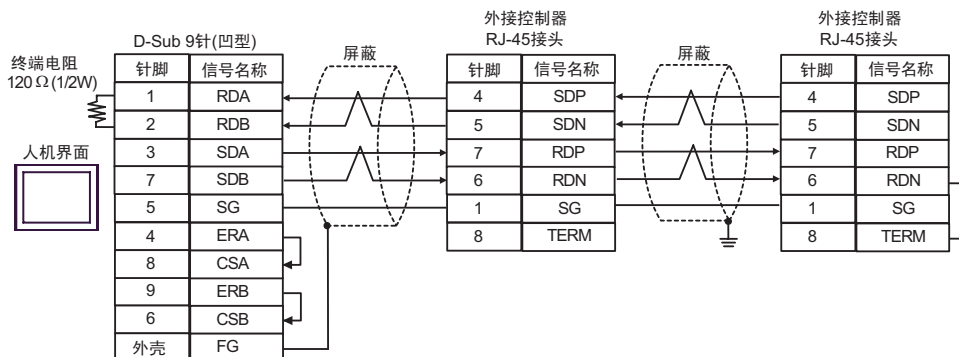 外接控制器
RJ-45接头
外接控制器
RJ-45接头
D-Sub 9针(凹型)
屏蔽
屏蔽
终端电阻
120Ω(1/2W)
人机界面
针脚 信号名称
1 RDA
2 RDB
3 SDA
7 SDB
5 SG
4 ERA
8 CSA
9 ERB
6 CSB
外壳 FG
针脚 信号名称
4 SDP
5 SDN
7 RDP
6 RDN
1 SG
8 TERM
针脚 信号名称
4 SDP
5 SDN
7 RDP
6 RDN
1 SG
8 TERM